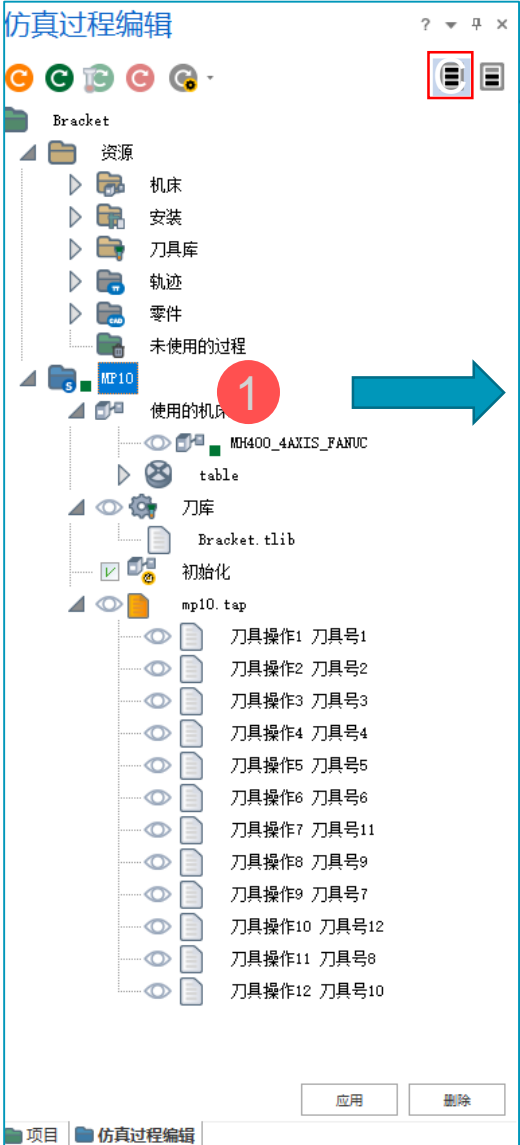 仿真过程编辑
Bracket
资源
机床
安装
刀具库
轨迹
零件
未使用的过程
MP10
1
使用的机床
MH400_4AXIS_FANUC
table
刀库
Bracket.tlib
初始化
mp10.tap
刀具操作1 刀具号1
刀具操作2 刀具号2
刀具操作3 刀具号3
刀具操作4 刀具号4
刀具操作5 刀具号5
刀具操作6 刀具号6
刀具操作7 刀具号11
刀具操作8 刀具号9
刀具操作9 刀具号7
刀具操作10 刀具号12
刀具操作11 刀具号8
刀具操作12 刀具号10
应用 删除
项目 仿真过程编辑